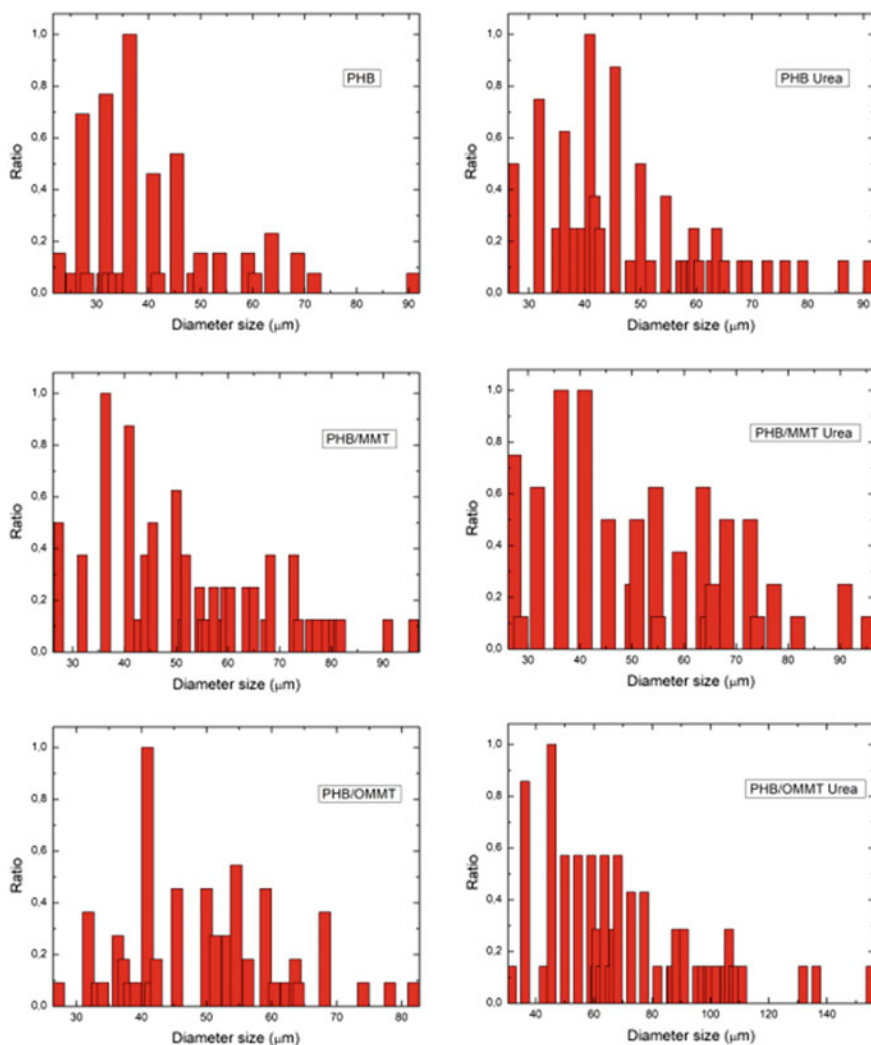 1,0
0,8
0,6
0,4
0,2
0,0
Ratio
PHB
30 40 50 60 70 80 90
Diameter size (μm)
1,0
0,8
0,6
0,4
0,2
0,0
Ratio
PHB Urea
30 40 50 60 70 80 90
Diameter size (μm)
1,0
0,8
0,6
0,4
0,2
0,0
Ratio
PHB/MMT
30 40 50 60 70 80 90
Diameter size (μm)
1,0
0,8
0,6
0,4
0,2
0,0
Ratio
PHB/MMT Urea
30 40 50 60 70 80 90
Diameter size (μm)
1,0
0,8
0,6
0,4
0,2
0,0
Ratio
PHB/OMMT
30 40 50 60 70 80
Diameter size (μm)
1,0
0,8
0,6
0,4
0,2
0,0
Ratio
PHB/OMMT Urea
40 60 80 100 120 140
Diameter size (μm)